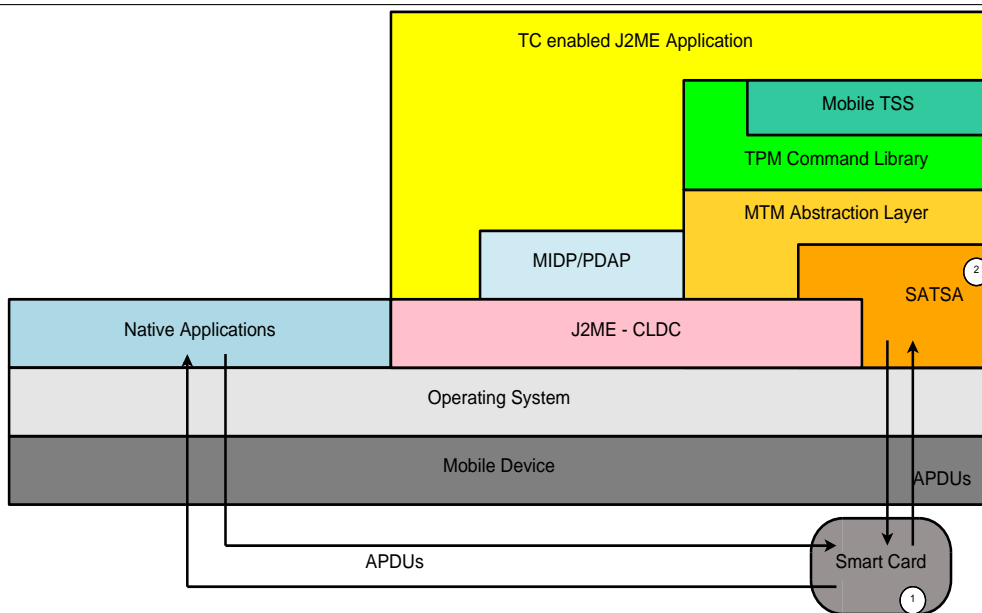 TC enabled J2ME Application
Mobile TSS
TPM Command Library
MTM Abstraction Layer
MIDP/PDAP
2
SATSA
Native Applications
J2ME - CLDC
Operating System
Mobile Device
APDUs
APDUs
Smart Card
1